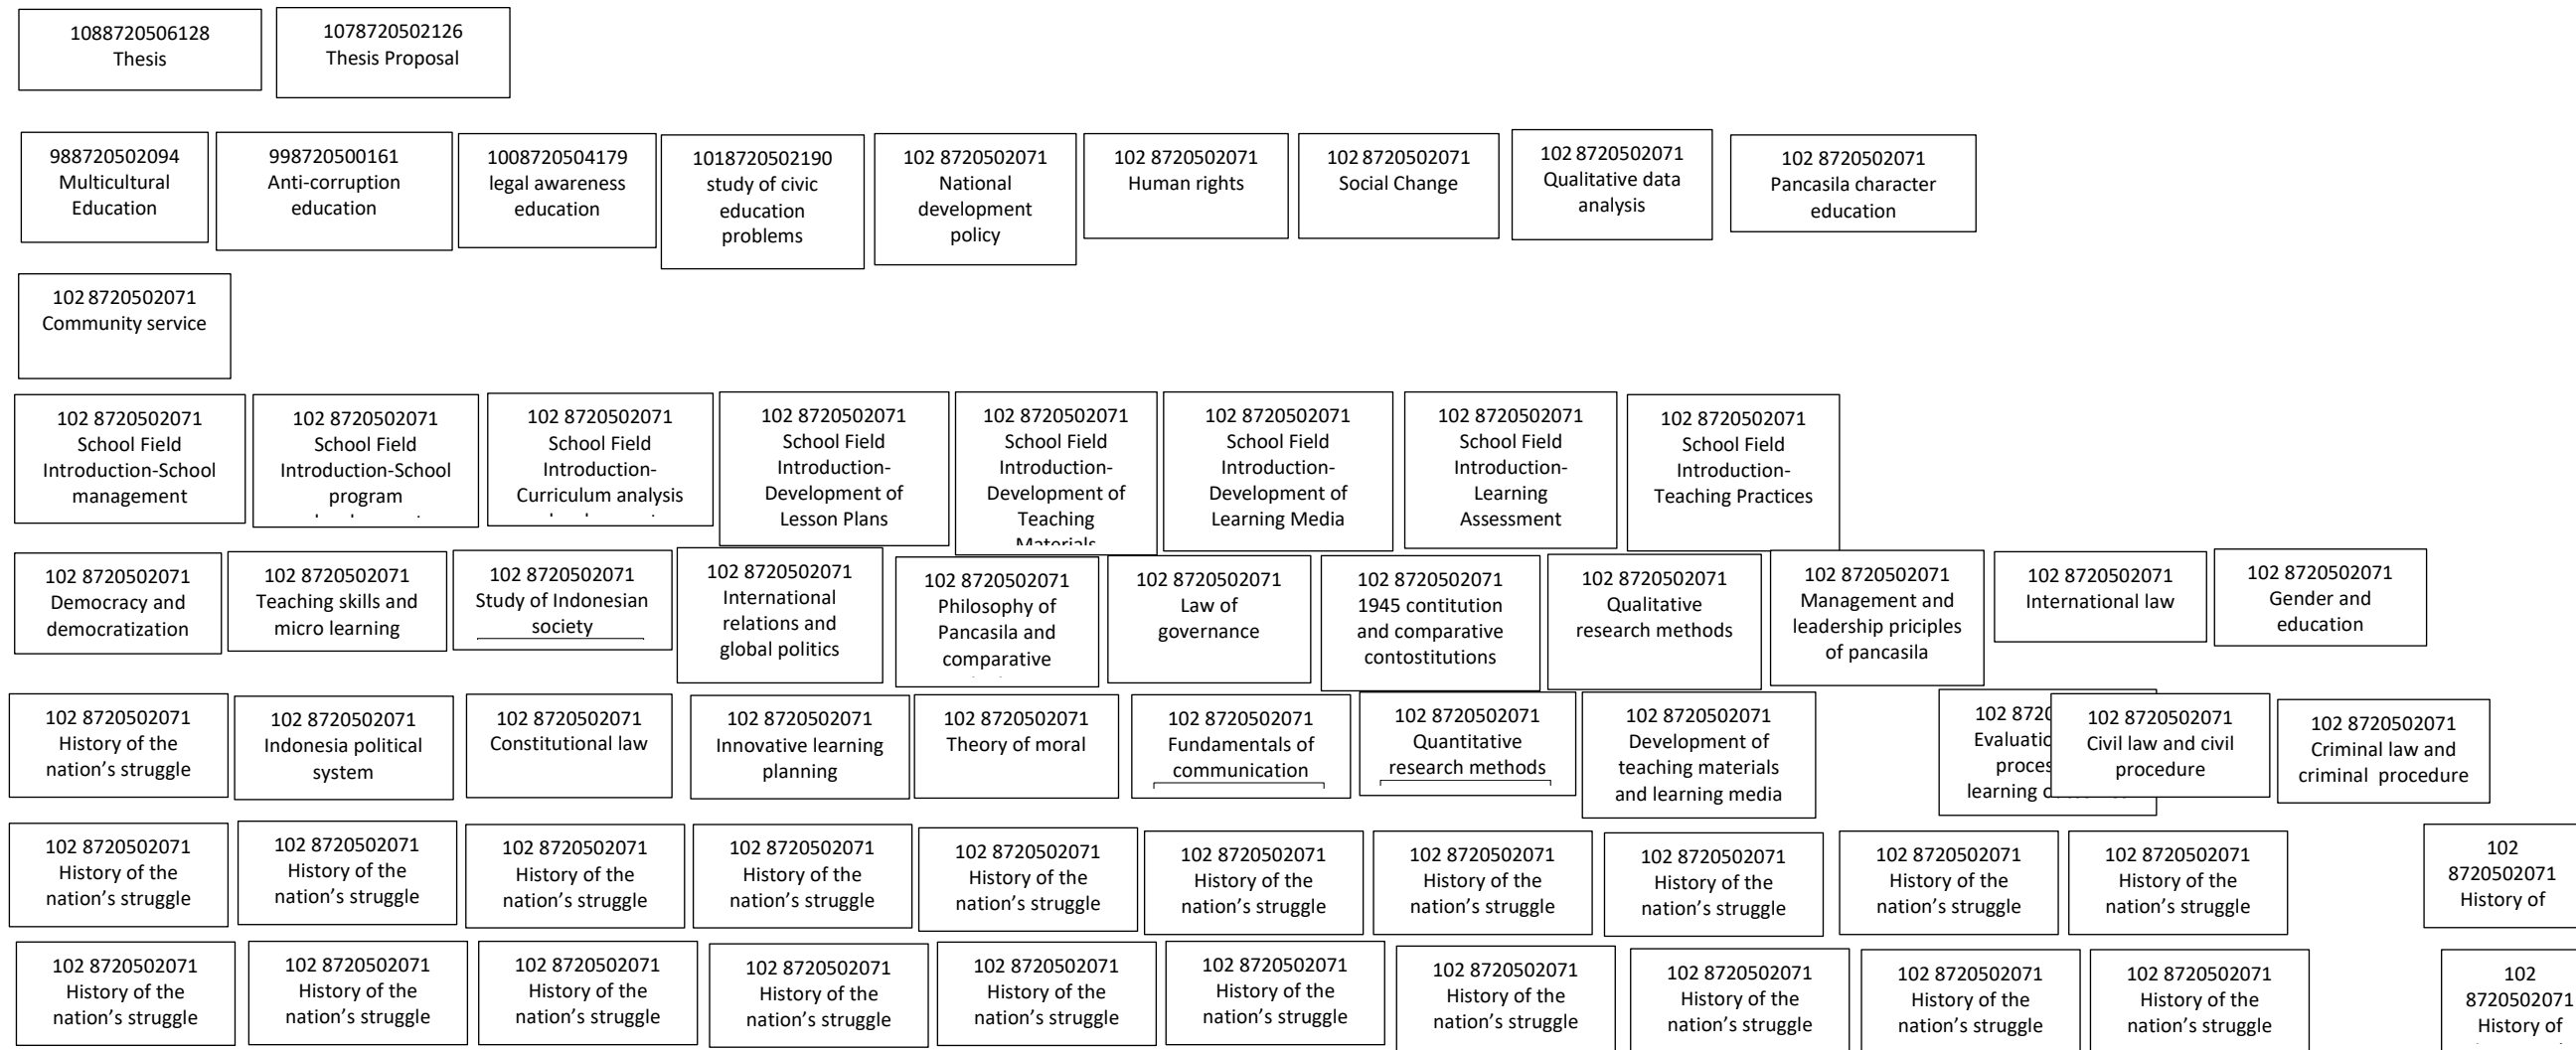 1088720506128
Thesis
1078720502126
Thesis Proposal
988720502094
Multicultural
Education
998720500161
Anti-corruption
education
1008720504179
legal awareness
education
1018720502190
study of civic
education
problems
102 8720502071
National
development
policy
102 8720502071
Human rights
102 8720502071
Social Change
102 8720502071
Qualitative data
analysis
102 8720502071
Pancasila character
education
102 8720502071
Community service
102 8720502071
School Field
Introduction-School
management
102 8720502071
School Field
Introduction-School
program
102 8720502071
School Field
Introduction-
Curriculum analysis
102 8720502071
School Field
Introduction-
Development of
Lesson Plans
102 8720502071
School Field
Introduction-
Development of
Teaching
Materials
102 8720502071
School Field
Introduction-
Development of
Learning Media
102 8720502071
School Field
Introduction-
Learning
Assessment
102 8720502071
School Field
Introduction-
Teaching Practices
102 8720502071
Democracy and
democratization
102 8720502071
Teaching skills and
micro learning
102 8720502071
Study of Indonesian
society
102 8720502071
International
relations and
global politics
102 8720502071
Philosophy of
Pancasila and
comparative
102 8720502071
Law of
governance
102 8720502071
1945 contitution
and comparative
contostitutions
102 8720502071
Qualitative
research methods
102 8720502071
Management and
leadership priciples
of pancasila
102 8720502071
International law
102 8720502071
Gender and
education
102 8720502071
History of the
nation’s struggle
102 8720502071
Indonesia political
system
102 8720502071
Constitutional law
102 8720502071
Innovative learning
planning
102 8720502071
Theory of moral
102 8720502071
Fundamentals of
communication
102 8720502071
Quantitative
research methods
102 8720502071
Development of
teaching materials
and learning media
102 872
Evaluatio
proces
learning
102 8720502071
Civil law and civil
procedure
102 8720502071
Criminal law and
criminal procedure
102 8720502071
History of the
nation’s struggle
102 8720502071
History of the
nation’s struggle
102 8720502071
History of the
nation’s struggle
102 8720502071
History of the
nation’s struggle
102 8720502071
History of the
nation’s struggle
102 8720502071
History of the
nation’s struggle
102 8720502071
History of the
nation’s struggle
102 8720502071
History of the
nation’s struggle
102 8720502071
History of the
nation’s struggle
102 8720502071
History of the
nation’s struggle
102
8720502071
History of
102 8720502071
History of the
nation’s struggle
102 8720502071
History of the
nation’s struggle
102 8720502071
History of the
nation’s struggle
102 8720502071
History of the
nation’s struggle
102 8720502071
History of the
nation’s struggle
102 8720502071
History of the
nation’s struggle
102 8720502071
History of the
nation’s struggle
102 8720502071
History of the
nation’s struggle
102 8720502071
History of the
nation’s struggle
102 8720502071
History of the
nation’s struggle
102
8720502071
History of